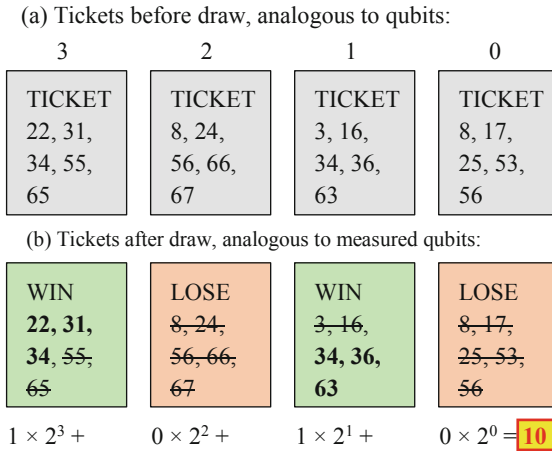 (a) Tickets before draw, analogous to qubits:
3 2 1 0
TICKET
22, 31,
34, 55,
65
TICKET
8, 24,
56, 66,
67
TICKET
3, 16,
34, 36,
63
TICKET
8, 17,
25, 53,
56
(b) Tickets after draw, analogous to measured qubits:
WIN
22, 31,
34, 55,
65
LOSE
8, 24,
56, 66,
67
WIN
3, 16,
34, 36,
63
LOSE
8, 17,
25, 53,
56
1 × 2³ + 0 × 2² + 1 × 2¹ + 0 × 2⁰ = 10